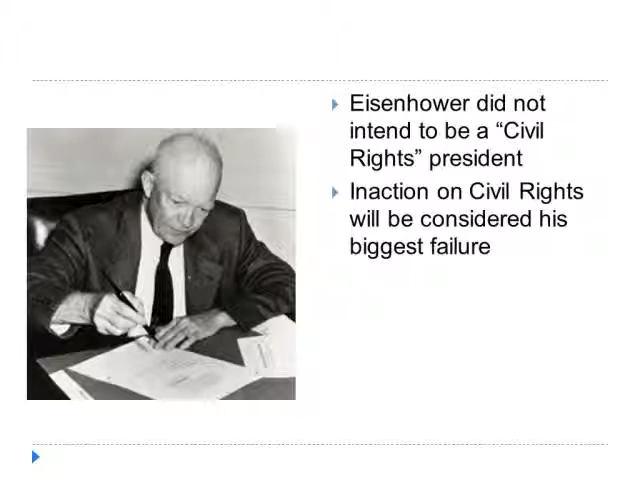 Eisenhower did not
intend to be a “Civil
Rights” president
Inaction on Civil Rights
will be considered his
biggest failure